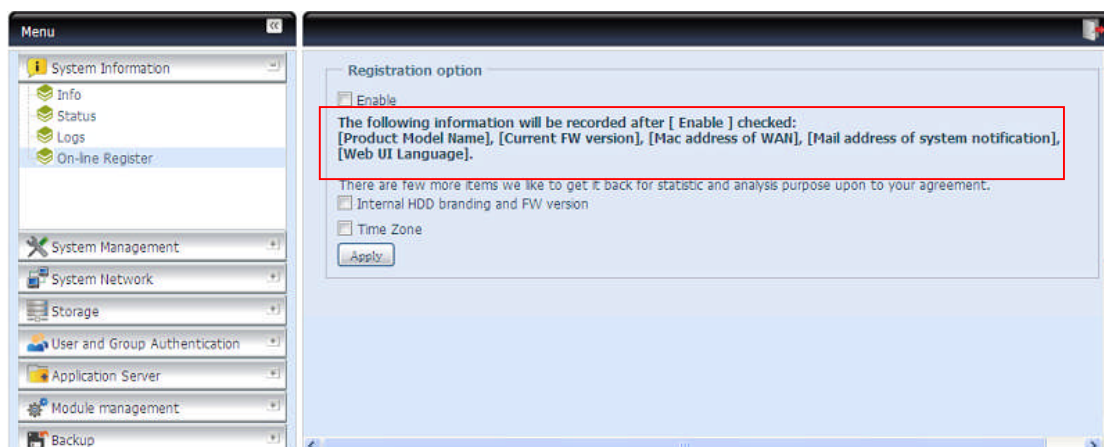 Menu
System Information
Info
Status
Logs
On-line Register
System Management
System Network
Storage
User and Group Authentication
Application Server
Module management
Backup
Registration option
Enable
The following information will be recorded after [ Enable ] checked:
[Product Model Name], [Current FW version], [Mac address of WAN], [Mail address of system notification],
[Web UI Language].
There are few more items we like to get it back for statistic and analysis purpose upon to your agreement.
Internal HDD branding and FW version
Time Zone
Apply